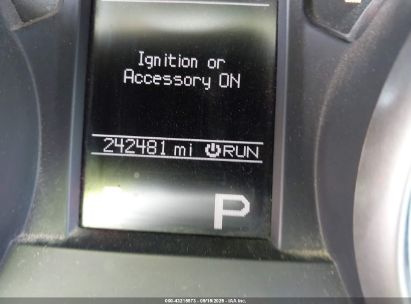 Ignition or
Accessory ON
242481 mi RUN
P